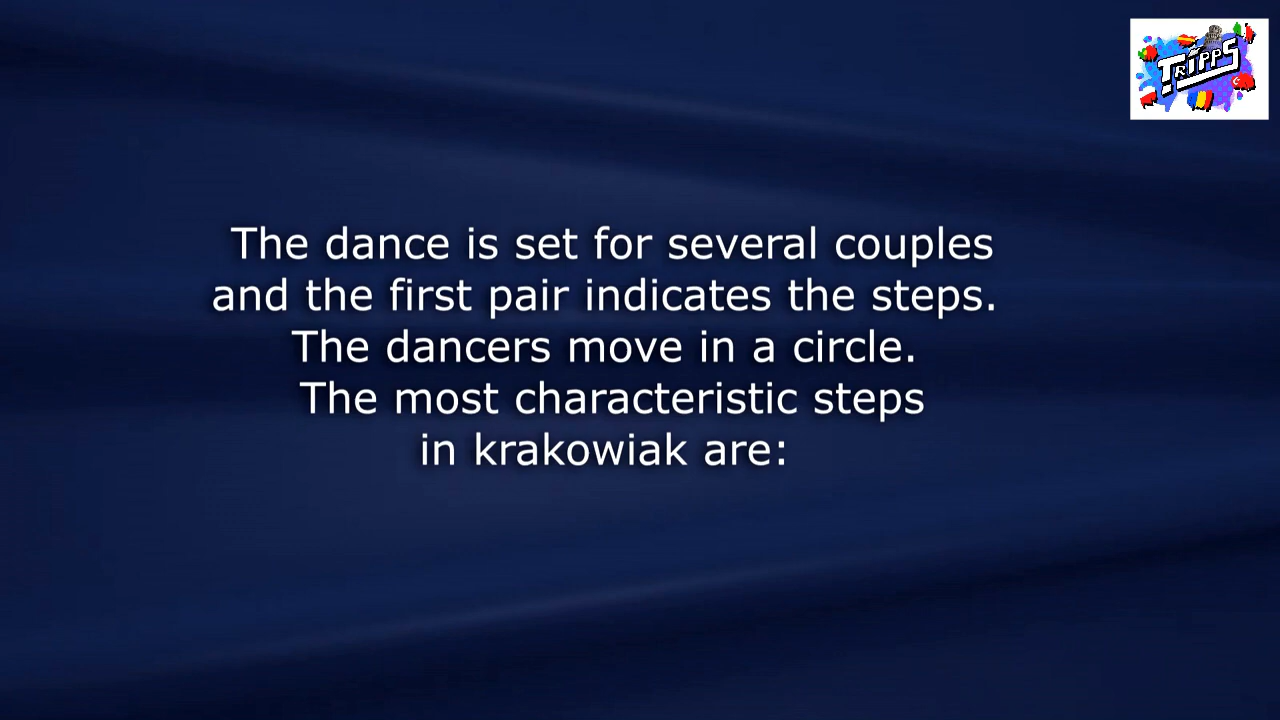 TRIPPS
The dance is set for several couples
and the first pair indicates the steps.
The dancers move in a circle.
The most characteristic steps
in krakowiak are: